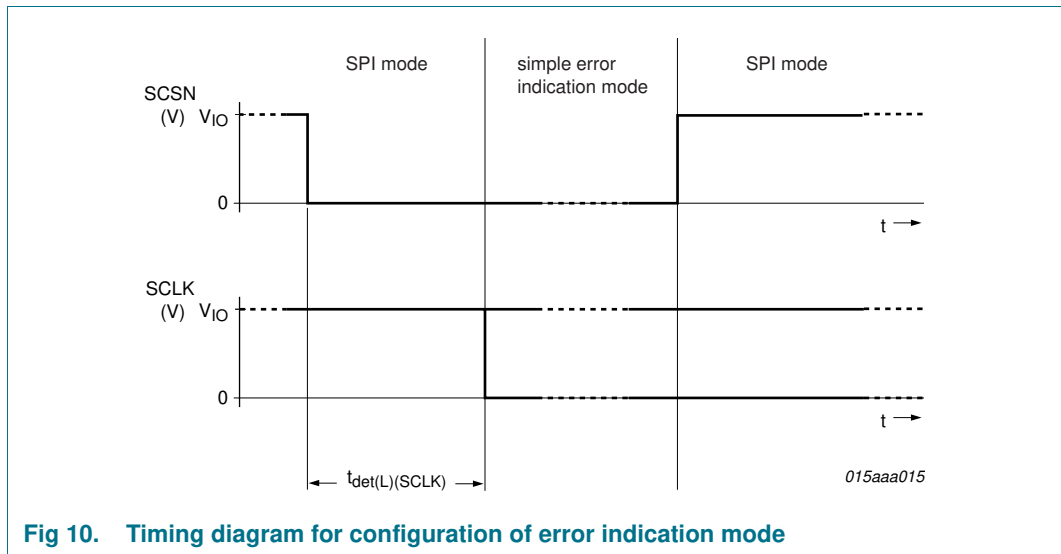 SPI mode
simple error
indication mode
SPI mode
SCSN
(V) VIO
0
t
SCLK
(V) VIO
0
t
tdet(L)(SCLK)
015aaa015
Fig 10. Timing diagram for configuration of error indication mode